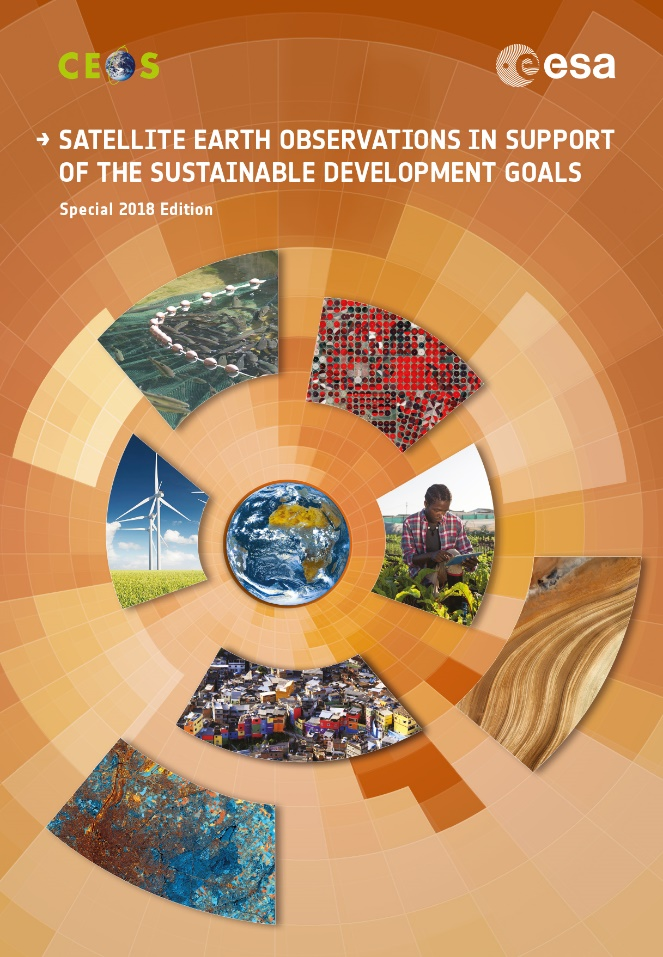 CEOS
esa
→ SATELLITE EARTH OBSERVATIONS IN SUPPORT
OF THE SUSTAINABLE DEVELOPMENT GOALS
Special 2018 Edition